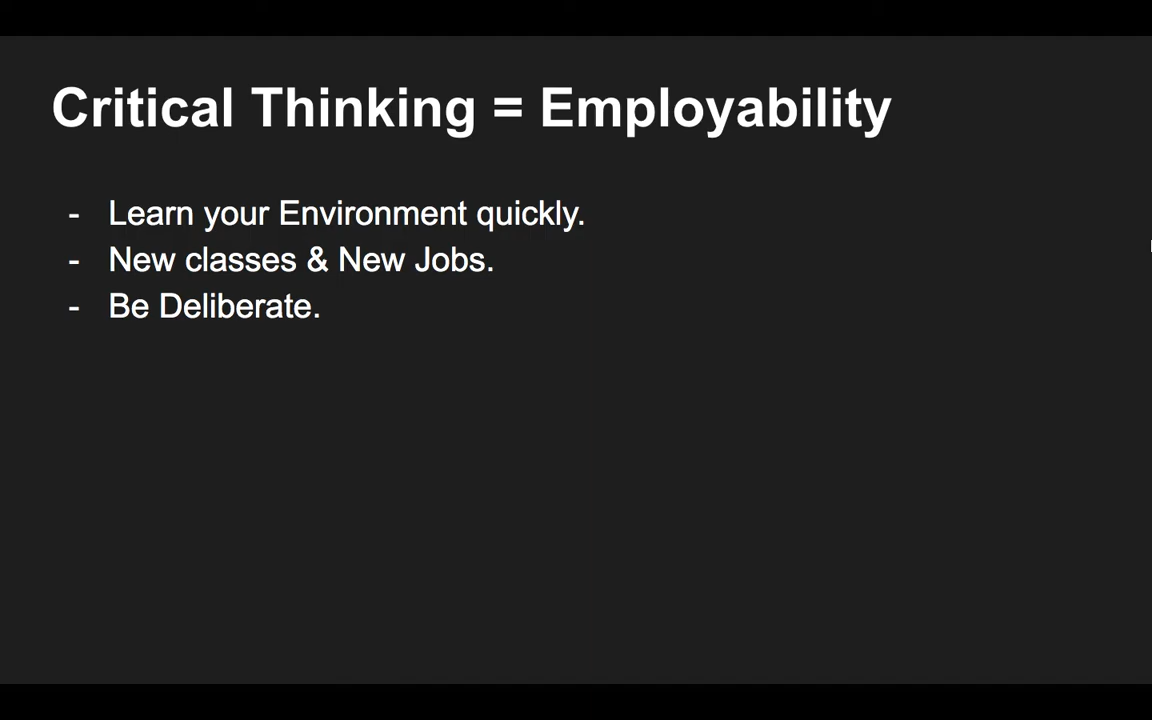 Critical Thinking = Employability
- Learn your Environment quickly.
- New classes & New Jobs.
- Be Deliberate.